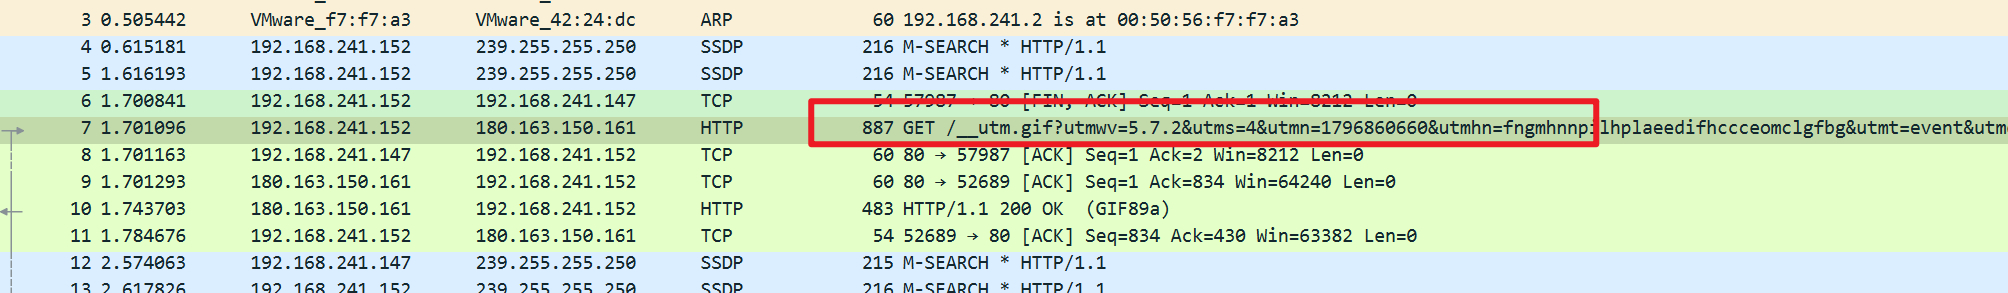 3 0.505442 VMware_f7:f7:a3 VMware_42:24:dc ARP 60 192.168.241.2 is at 00:50:56:f7:f7:a3
4 0.615181 192.168.241.152 239.255.255.250 SSDP 216 M-SEARCH * HTTP/1.1
5 1.616193 192.168.241.152 239.255.255.250 SSDP 216 M-SEARCH * HTTP/1.1
6 1.700841 192.168.241.152 192.168.241.147 TCP 54 57987 → 80 [FIN, ACK] Seq=1 Ack=1 Win=8212 Len=0
7 1.701096 192.168.241.152 180.163.150.161 HTTP 887 GET /__utm.gif?utmwv=5.7.2&utms=4&utmn=1796860660&utmhn=fngmhnnpilhplaeedifhccceomclgfbg&utmt=event&utm
8 1.701163 192.168.241.147 192.168.241.152 TCP 60 80 → 57987 [ACK] Seq=1 Ack=2 Win=8212 Len=0
9 1.701293 180.163.150.161 192.168.241.152 TCP 60 80 → 52689 [ACK] Seq=1 Ack=834 Win=64240 Len=0
10 1.743703 180.163.150.161 192.168.241.152 HTTP 483 HTTP/1.1 200 OK (GIF89a)
11 1.784676 192.168.241.152 180.163.150.161 TCP 54 52689 → 80 [ACK] Seq=834 Ack=430 Win=63382 Len=0
12 2.574063 192.168.241.147 239.255.255.250 SSDP 215 M-SEARCH * HTTP/1.1
13 2.617826 192.168.241.152 239.255.255.250 SSDP 216 M-SEARCH * HTTP/1.1